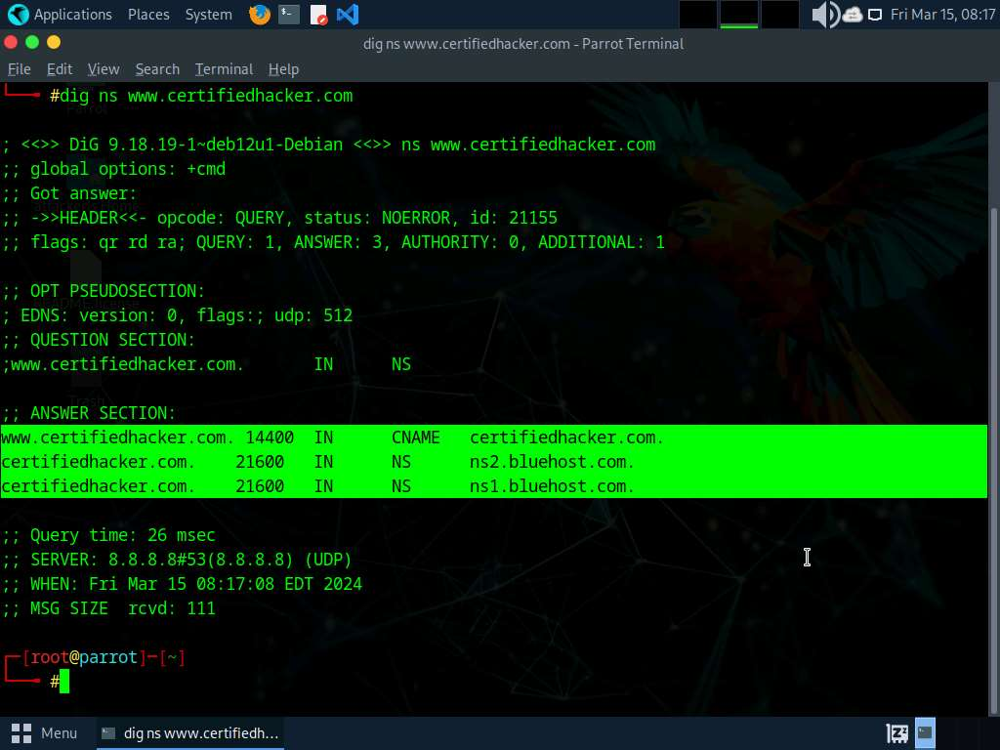 Applications Places System Fri Mar 15, 08:17
dig ns www.certifiedhacker.com - Parrot Terminal
File Edit View Search Terminal Help
└──╼ #dig ns www.certifiedhacker.com
; <<>> DiG 9.18.19-1~deb12u1-Debian <<>> ns www.certifiedhacker.com
;; global options: +cmd
;; Got answer:
;; ->>HEADER<<- opcode: QUERY, status: NOERROR, id: 21155
;; flags: qr rd ra; QUERY: 1, ANSWER: 3, AUTHORITY: 0, ADDITIONAL: 1
;; OPT PSEUDOSECTION:
; EDNS: version: 0, flags:; udp: 512
;; QUESTION SECTION:
;www.certifiedhacker.com. IN NS
Trash
;; ANSWER SECTION:
www.certifiedhacker.com. 14400 IN CNAME certifiedhacker.com.
certifiedhacker.com. 21600 IN NS ns2.bluehost.com.
certifiedhacker.com. 21600 IN NS ns1.bluehost.com.
;; Query time: 26 msec
;; SERVER: 8.8.8.8#53(8.8.8.8) (UDP)
;; WHEN: Fri Mar 15 08:17:08 EDT 2024
;; MSG SIZE rcvd: 111
┌─[root@parrot]─[~]
└──╼ #
Menu dig ns www.certifiedh...